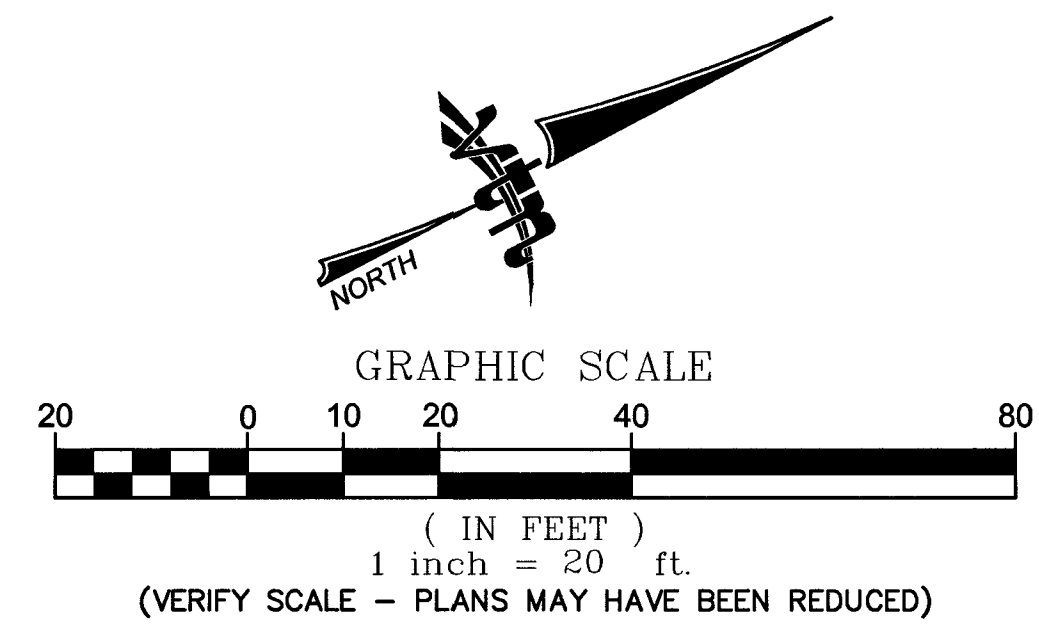 NORTH
GRAPHIC SCALE
20 0 10 20 40 80
( IN FEET )
1 inch = 20 ft.
(VERIFY SCALE – PLANS MAY HAVE BEEN REDUCED)